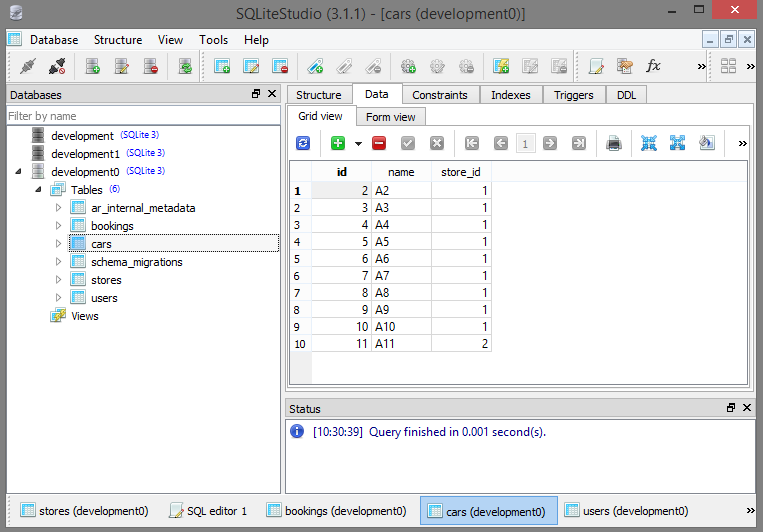 SQLiteStudio (3.1.1) - [cars (development0)]
Database Structure View Tools Help
fx
Databases
Filter by name
development (SQLite 3)
development1 (SQLite 3)
development0 (SQLite 3)
Tables (6)
ar_internal_metadata
bookings
cars
schema_migrations
stores
users
Views
Structure Data Constraints Indexes Triggers DDL
Grid view Form view
1
id name store_id
1 2 A2 1
2 3 A3 1
3 4 A4 1
4 5 A5 1
5 6 A6 1
6 7 A7 1
7 8 A8 1
8 9 A9 1
9 10 A10 1
10 11 A11 2
Status
[10:30:39] Query finished in 0.001 second(s).
stores (development0) SQL editor 1 bookings (development0) cars (development0) users (development0)